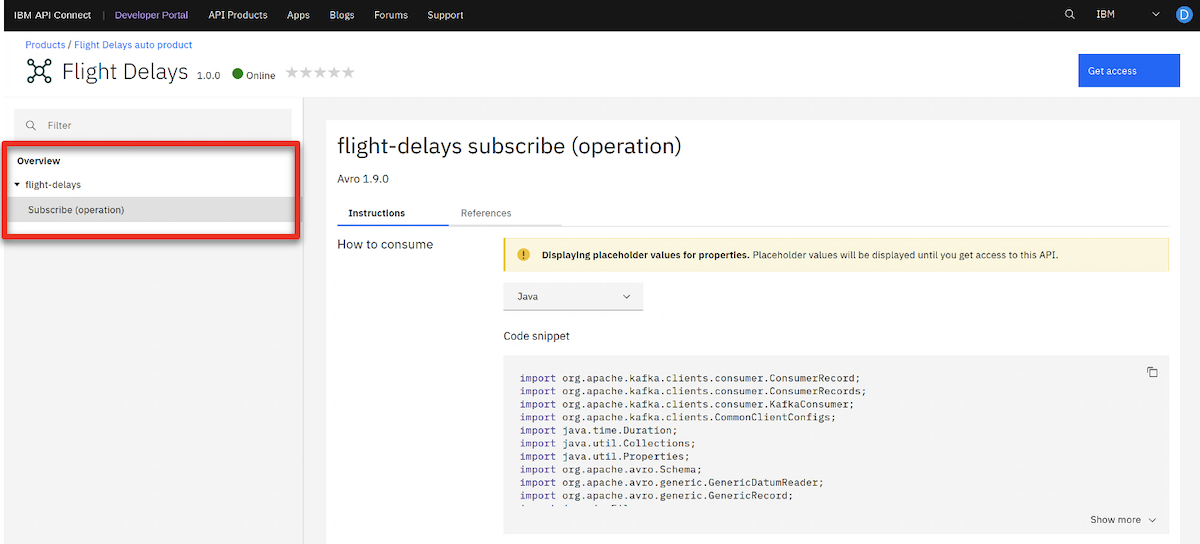 IBM API Connect | Developer Portal API Products Apps Blogs Forums Support IBM D
Products / Flight Delays auto product
Flight Delays 1.0.0 Online
Get access
Filter
Overview
flight-delays
Subscribe (operation)
flight-delays subscribe (operation)
Avro 1.9.0
Instructions References
How to consume
Displaying placeholder values for properties. Placeholder values will be displayed until you get access to this API.
Java
Code snippet
import org.apache.kafka.clients.consumer.ConsumerRecord;
import org.apache.kafka.clients.consumer.ConsumerRecords;
import org.apache.kafka.clients.consumer.KafkaConsumer;
import org.apache.kafka.clients.CommonClientConfigs;
import java.time.Duration;
import java.util.Collections;
import java.util.Properties;
import org.apache.avro.Schema;
import org.apache.avro.generic.GenericDatumReader;
import org.apache.avro.generic.GenericRecord;
Show more